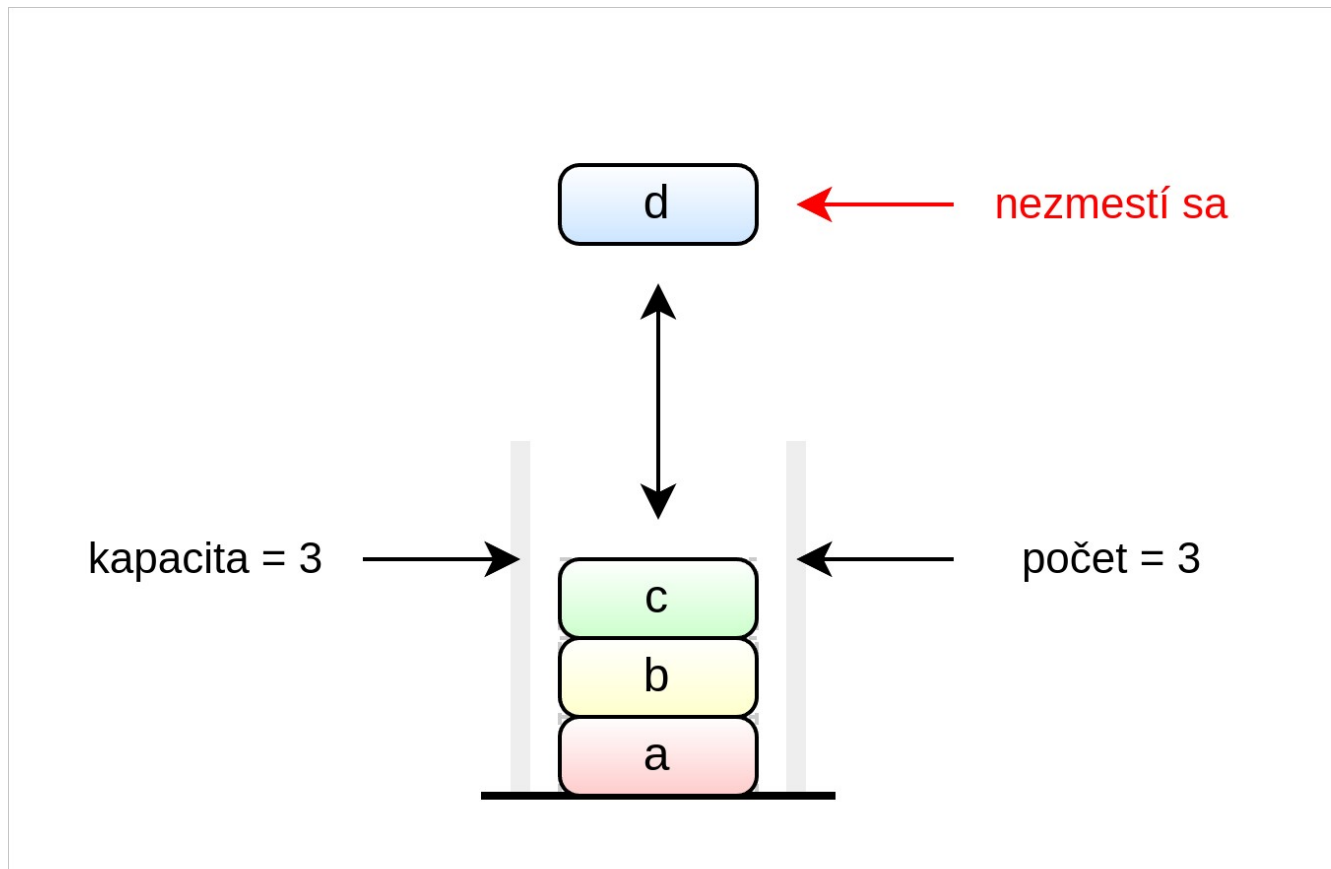 d
nezmestí sa
kapacita = 3
počet = 3
c
b
a